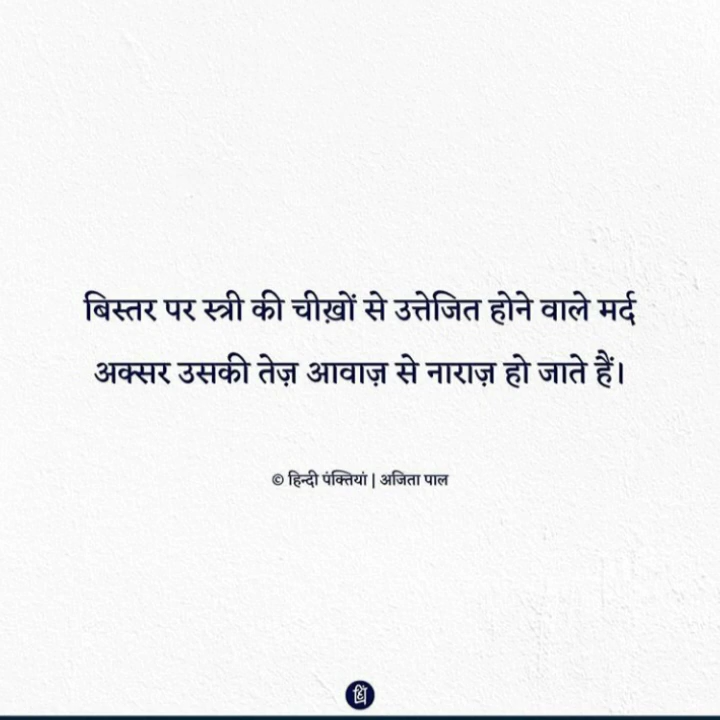 बिस्तर पर स्त्री की चीख़ों से उत्तेजित होने वाले मर्द
अक्सर उसकी तेज़ आवाज़ से नाराज़ हो जाते हैं।
© हिन्दी पंक्तियां | अजिता पाल
हिं